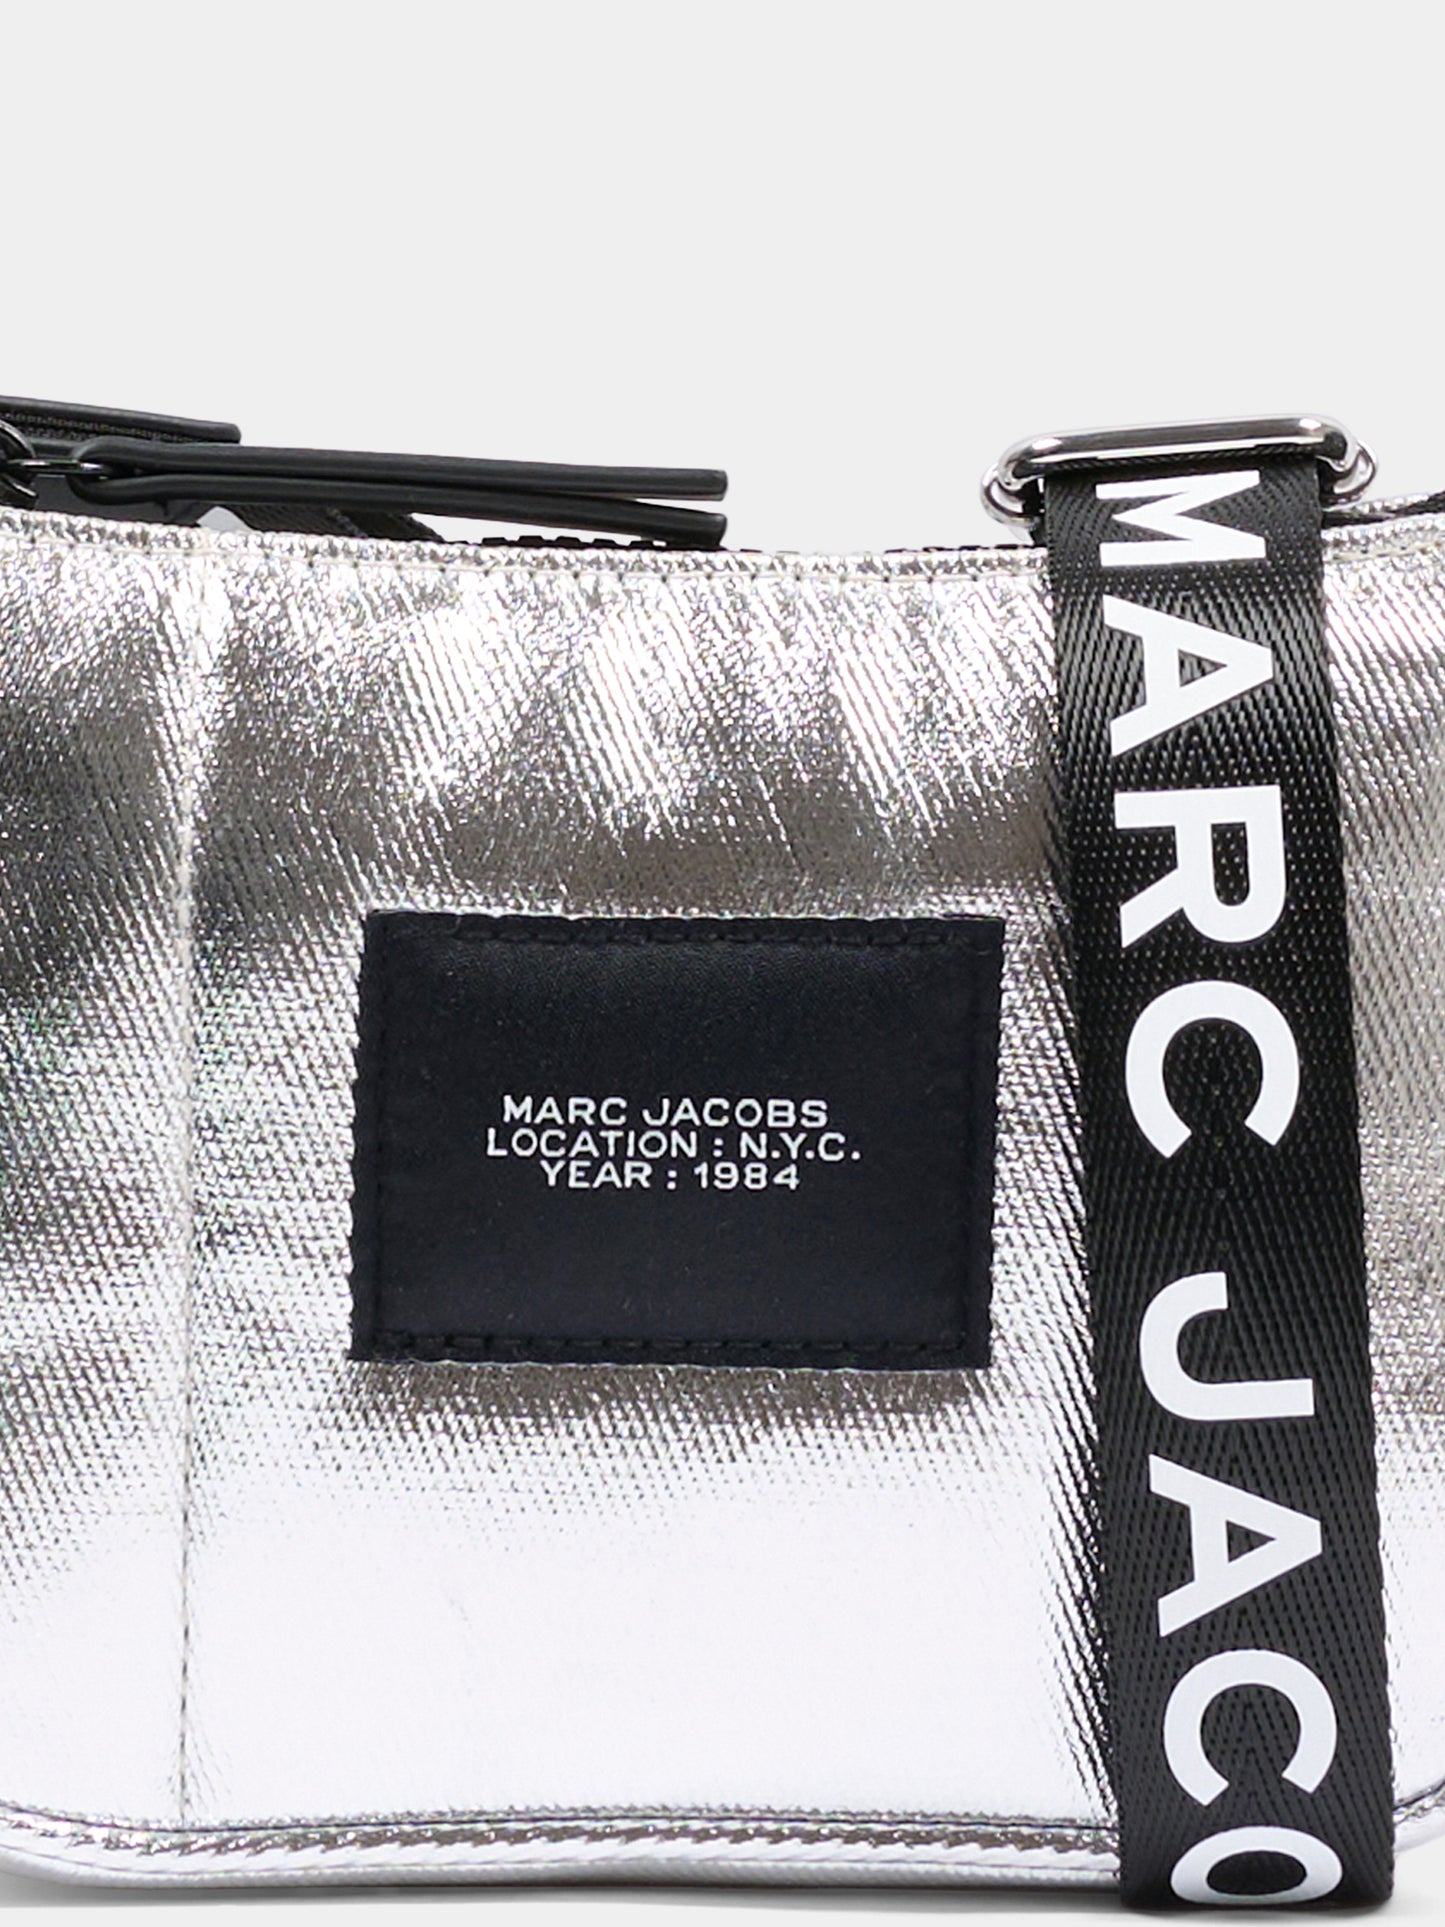 MARC JACOBS
LOCATION : N.Y.C.
YEAR : 1984
MARC JACO